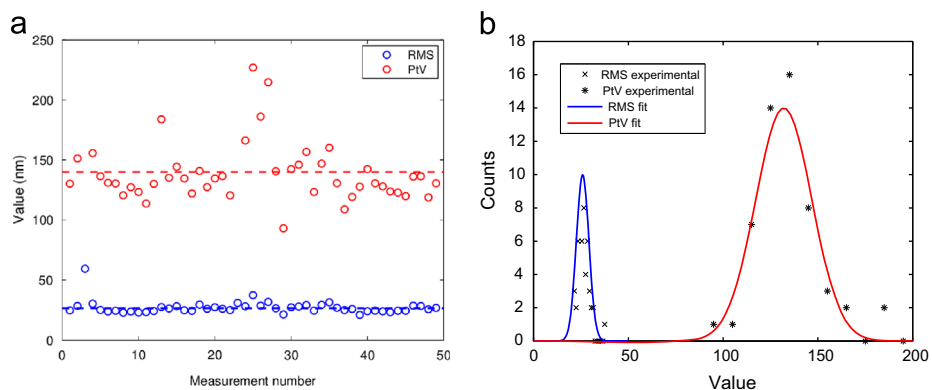 a
250
200
150
100
50
0
Value (nm)
RMS
PtV
0 10 20 30 40 50
Measurement number
b
18
16
14
12
10
8
6
4
2
0
Counts
RMS experimental
PtV experimental
RMS fit
PtV fit
0 50 100 150 200
Value